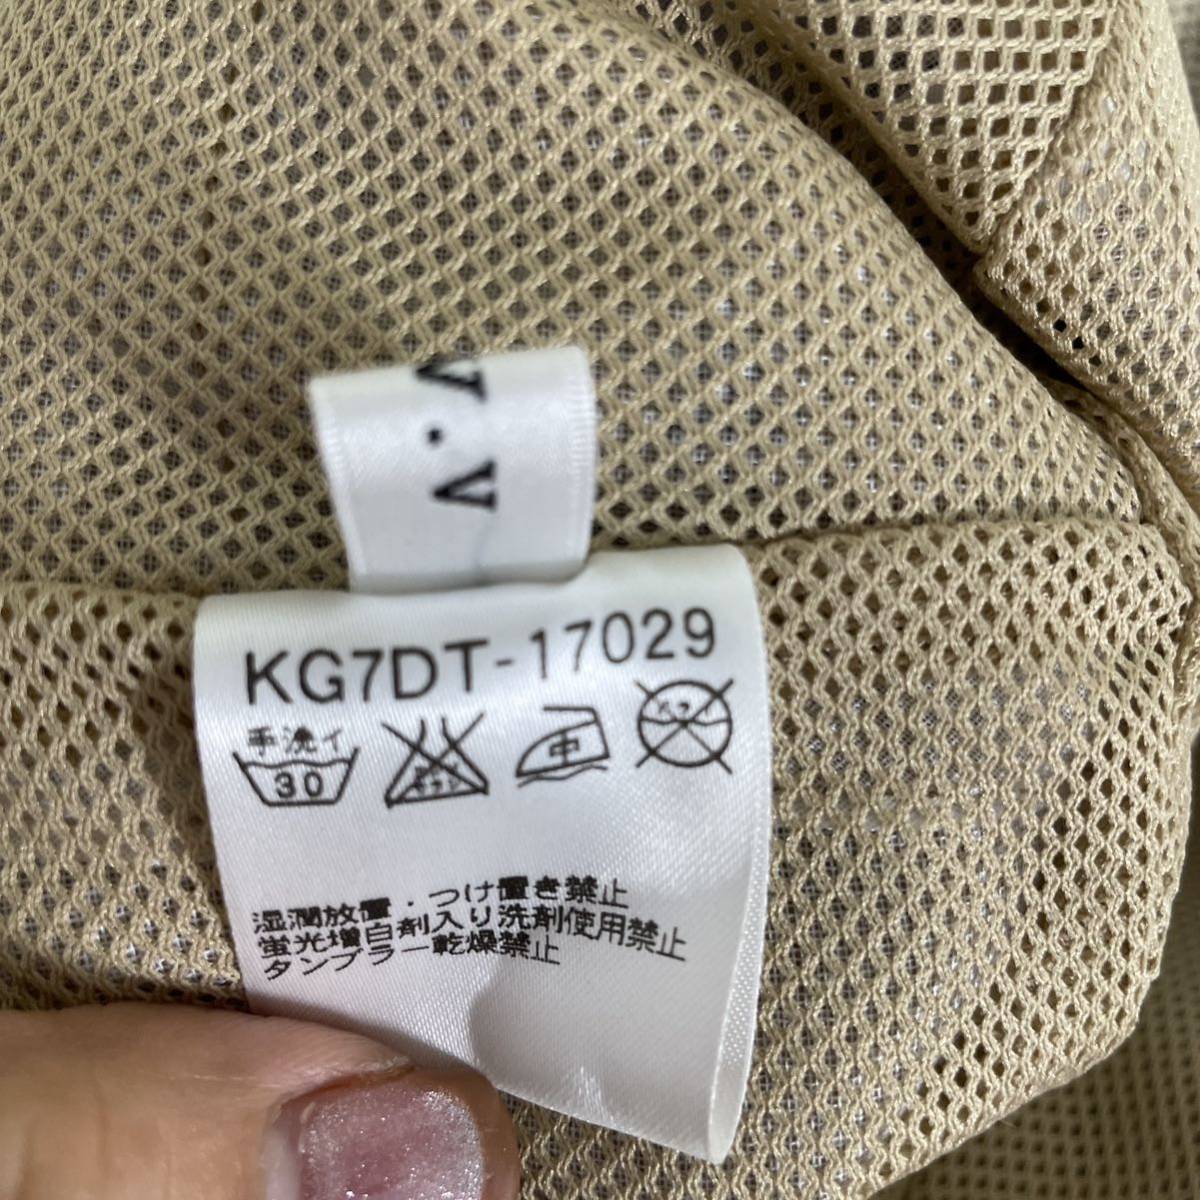 v.v
KG7DT-17029
手洗イ
30
中
湿潤放置・つけ置き禁止
蛍光増白剤入り洗剤使用禁止
タンブラー乾燥禁止